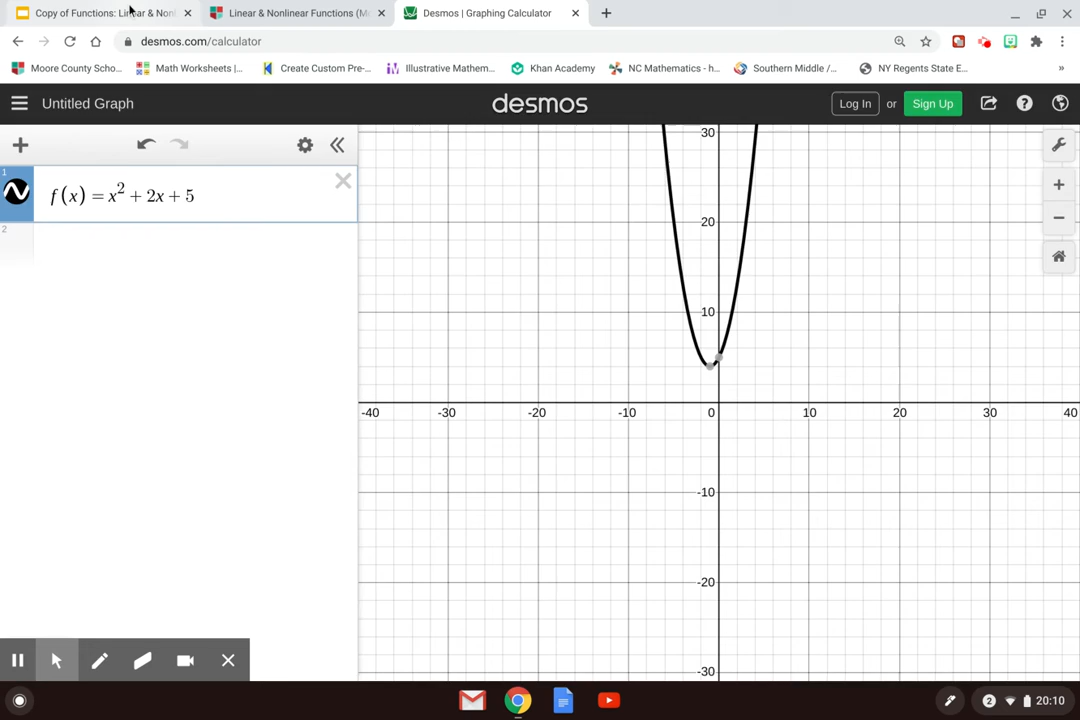 Copy of Functions: Linear & Nonl
Linear & Nonlinear Functions (M
Desmos | Graphing Calculator
desmos.com/calculator
Moore County Scho...
Math Worksheets |...
Create Custom Pre-...
Illustrative Mathem...
Khan Academy
NC Mathematics - h...
Southern Middle /...
NY Regents State E...
»
Untitled Graph
desmos
Log In
or
Sign Up
1
f(x) = x² + 2x + 5
2
30
20
10
-40 -30 -20 -10 0 10 20 30 40
-10
-20
-30
2
20:10